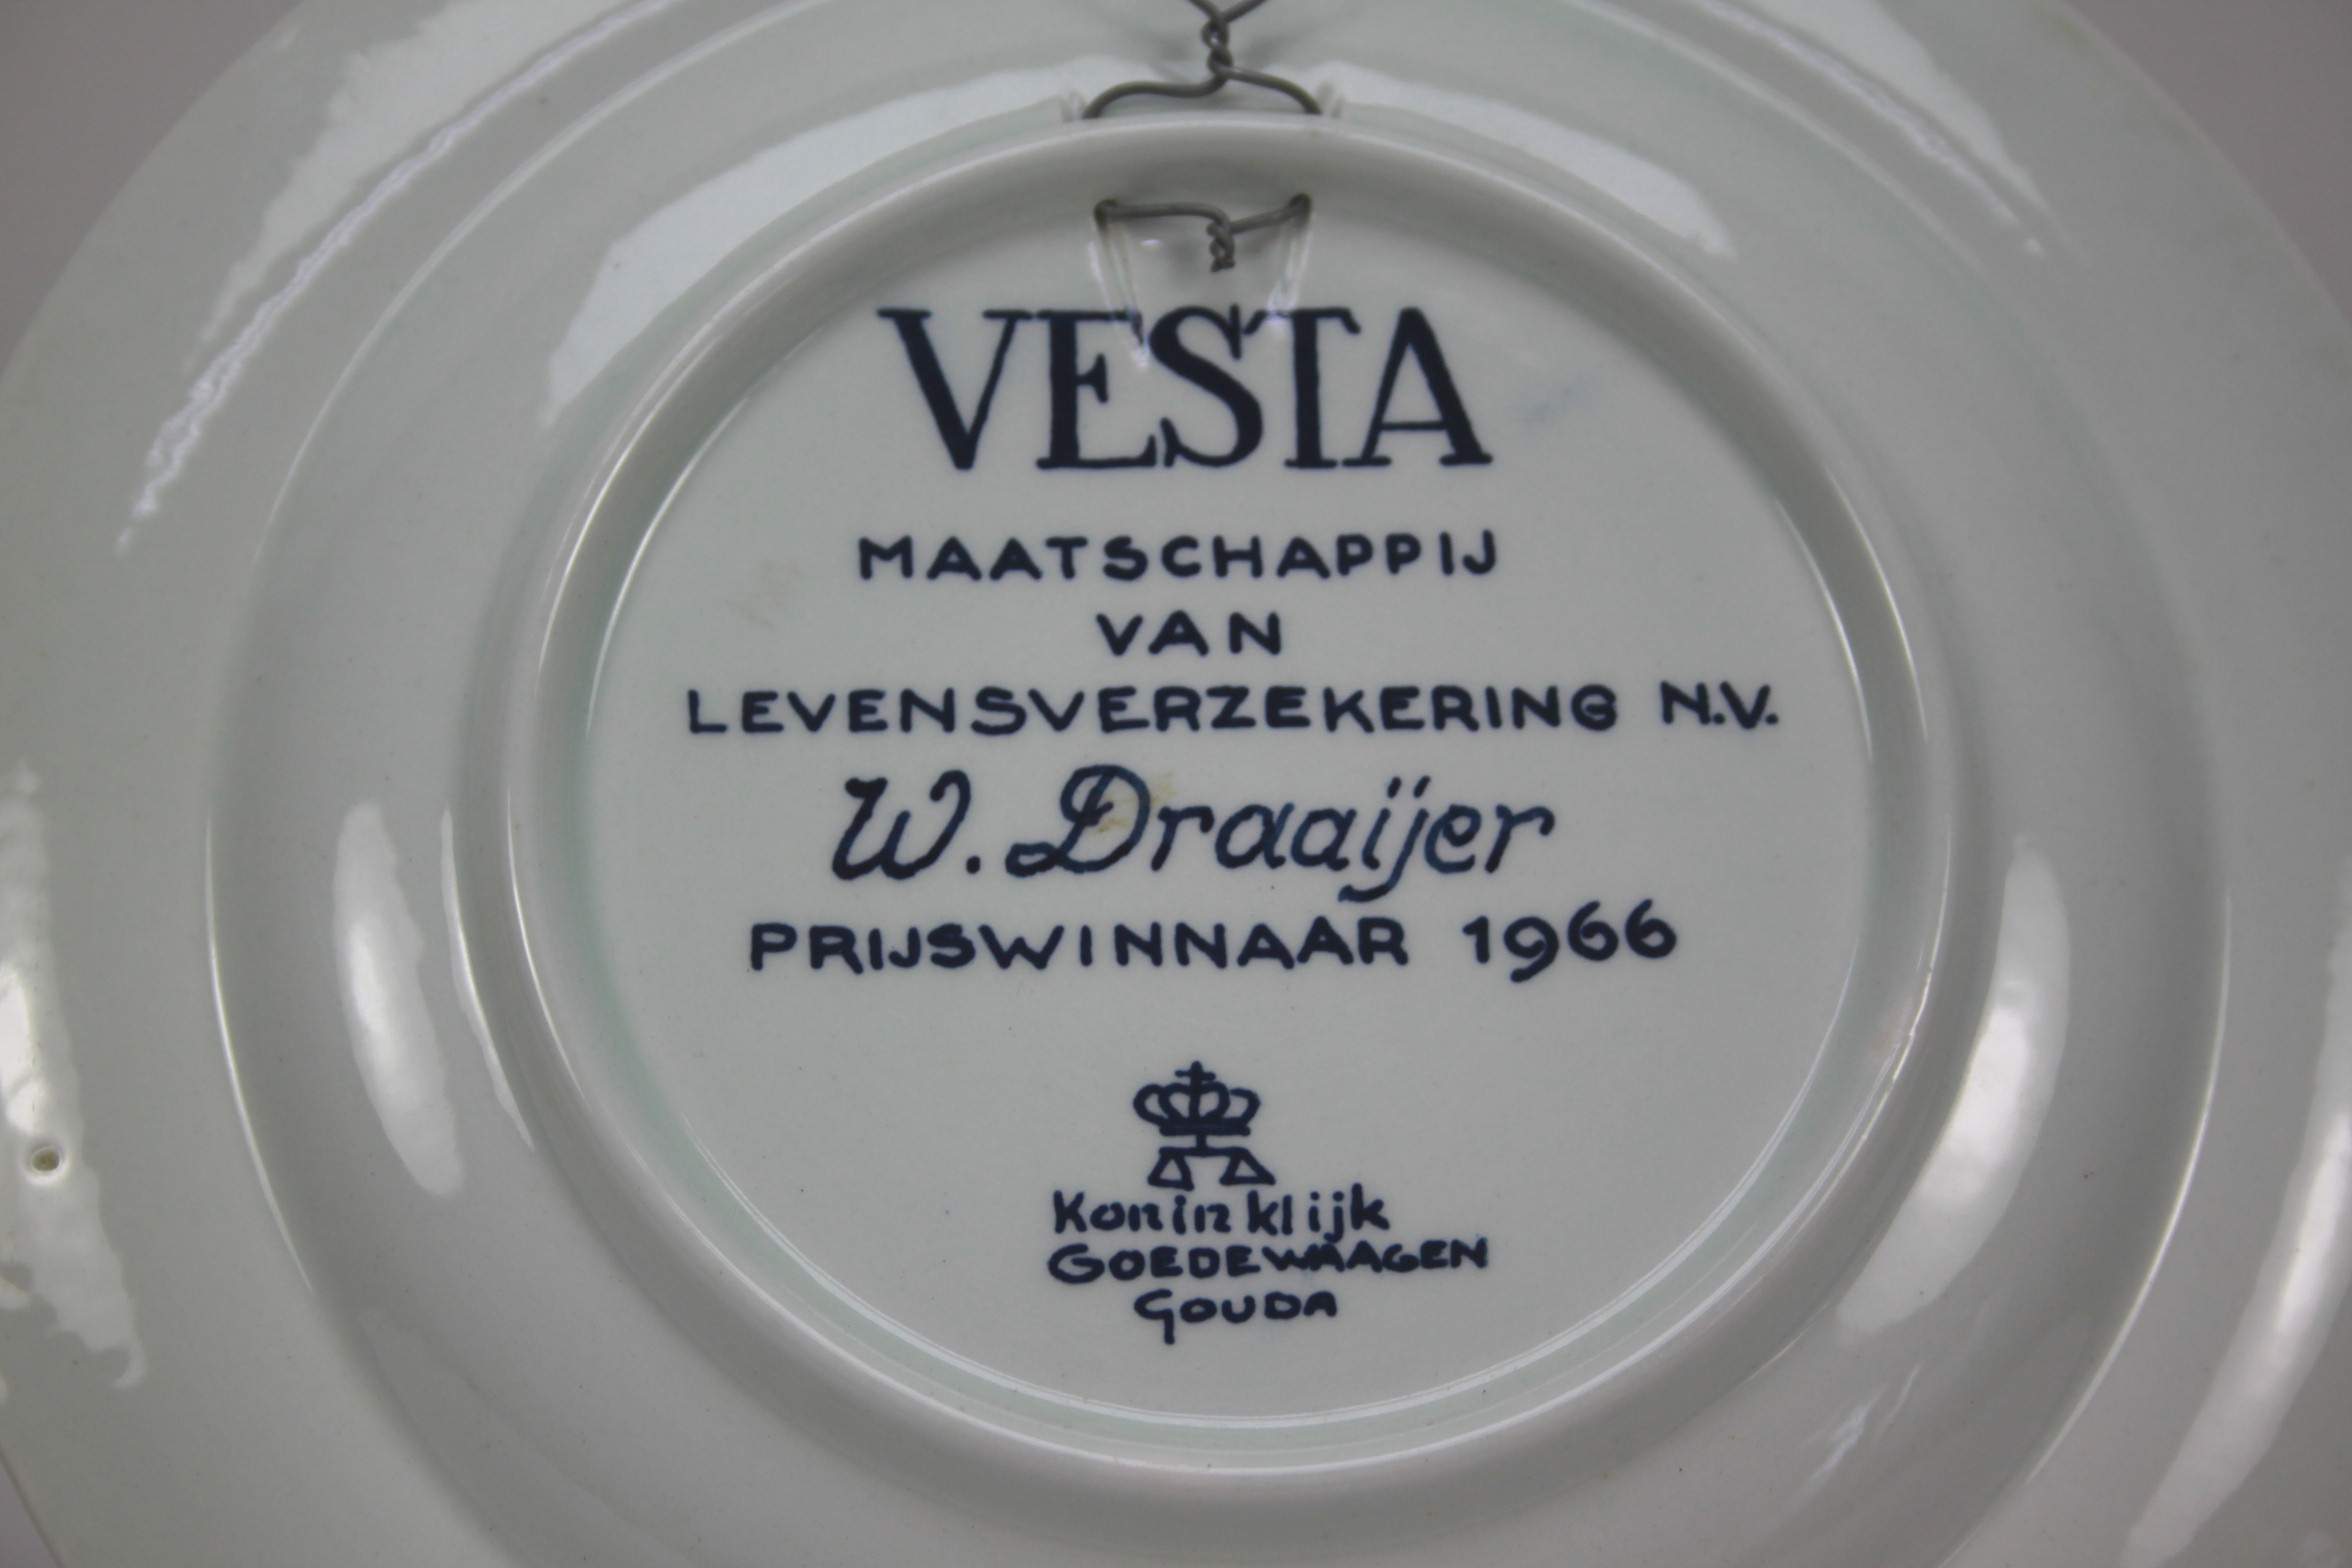 VESTA
MAATSCHAPPIJ
VAN
LEVENSVERZEKERING N.V.
W. Draaijer
PRIJSWINNAAR 1966
Koninklijk
GOEDEWAAGEN
GOUDA